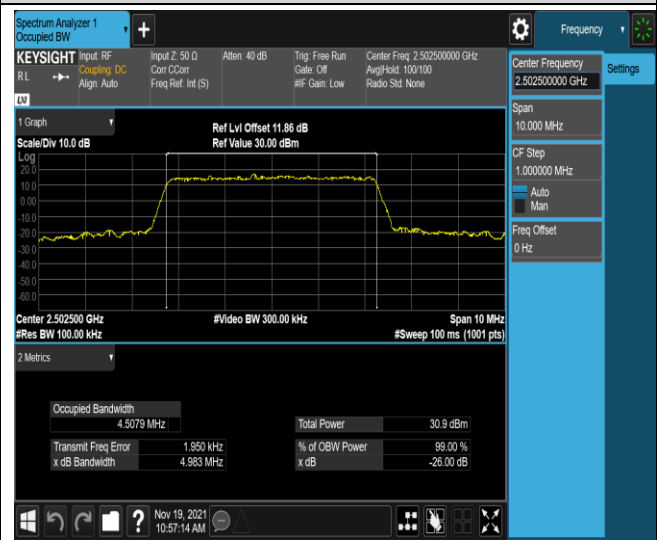 Spectrum Analyzer 1
Occupied BW
Frequency
KEYSIGHT
RL
LXI
Input: RF
Coupling: DC
Align: Auto
Input Z: 50 Ω
Corr CCorr
Freq Ref: Int (S)
Atten: 40 dB
Trig: Free Run
Gate: Off
#IF Gain: Low
Center Freq: 2.502500000 GHz
Avg|Hold: 100/100
Radio Std: None
Center Frequency
2.502500000 GHz
Settings
Span
10.000 MHz
CF Step
1.000000 MHz
Auto
Man
Freq Offset
0 Hz
1 Graph
Scale/Div 10.0 dB
Ref Lvl Offset 11.86 dB
Ref Value 30.00 dBm
Log
20.0
10.0
0.00
-10.0
-20.0
-30.0
-40.0
-50.0
-60.0
Center 2.502500 GHz
#Video BW 300.00 kHz
Span 10 MHz
#Res BW 100.00 kHz
#Sweep 100 ms (1001 pts)
2 Metrics
Occupied Bandwidth
4.5079 MHz
Total Power 30.9 dBm
Transmit Freq Error 1.950 kHz
% of OBW Power 99.00 %
x dB Bandwidth 4.983 MHz
x dB -26.00 dB
Nov 19, 2021
10:57:14 AM